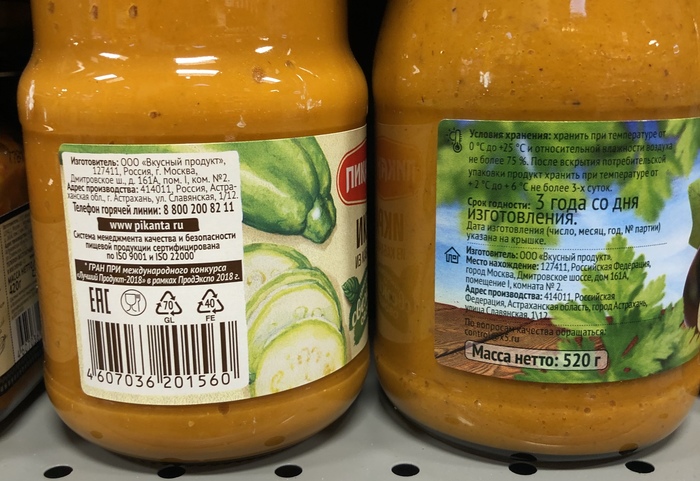 Изготовитель: ООО «Вкусный продукт»,
127411, Россия, г. Москва,
Дмитровское ш., д. 161А, пом. I, ком. №2.
Адрес производства: 414011, Россия, Астра-
ханская обл., г. Астрахань, ул. Славянская, 1/12.
Телефон горячей линии: 8 800 200 82 11
www.pikanta.ru
Система менеджмента качества и безопасности
пищевой продукции сертифицирована
по ISO 9001 и ISO 22000
* ГРАН ПРИ международного конкурса
«Лучший Продукт-2018» в рамках ПродЭкспо 2018 г.
EAC
70
GL
40
FE
4 607036 201560
Условия хранения: хранить при температуре от
0 °С до +25 °С и относительной влажности воздуха
не более 75 %. После вскрытия потребительской
упаковки продукт хранить при температуре от
+2 °С до + 6 °С не более 3-х суток.
Срок годности: 3 года со дня
изготовления.
Дата изготовления (число, месяц, год, № партии)
указана на крышке.
Изготовитель: ООО «Вкусный продукт».
Место нахождение: 127411, Российская Федерация,
город Москва, Дмитровское шоссе, дом 161А,
помещение I, комната № 2.
Адрес производства: 414011, Российская
Федерация, Астраханская область, город Астрахань,
улица Славянская, 1/12.
По вопросам качества обращаться:
control@x5.ru
Масса нетто: 520 г